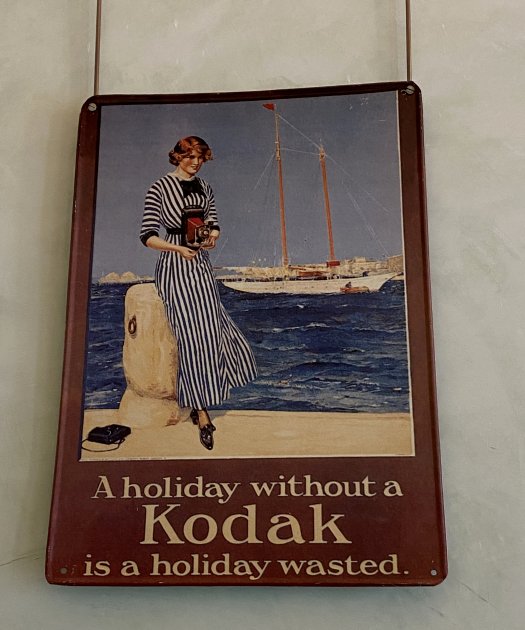 A holiday without a
Kodak
is a holiday wasted.